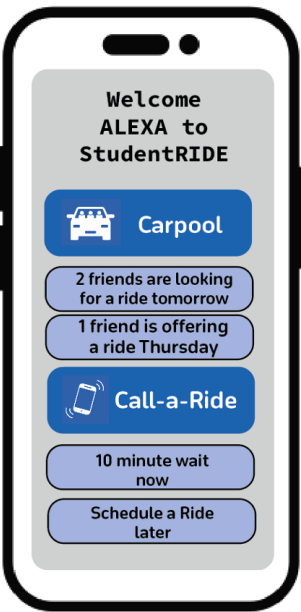 Welcome
ALEXA to
StudentRIDE
Carpool
2 friends are looking
for a ride tomorrow
1 friend is offering
a ride Thursday
Call-a-Ride
10 minute wait
now
Schedule a Ride
later